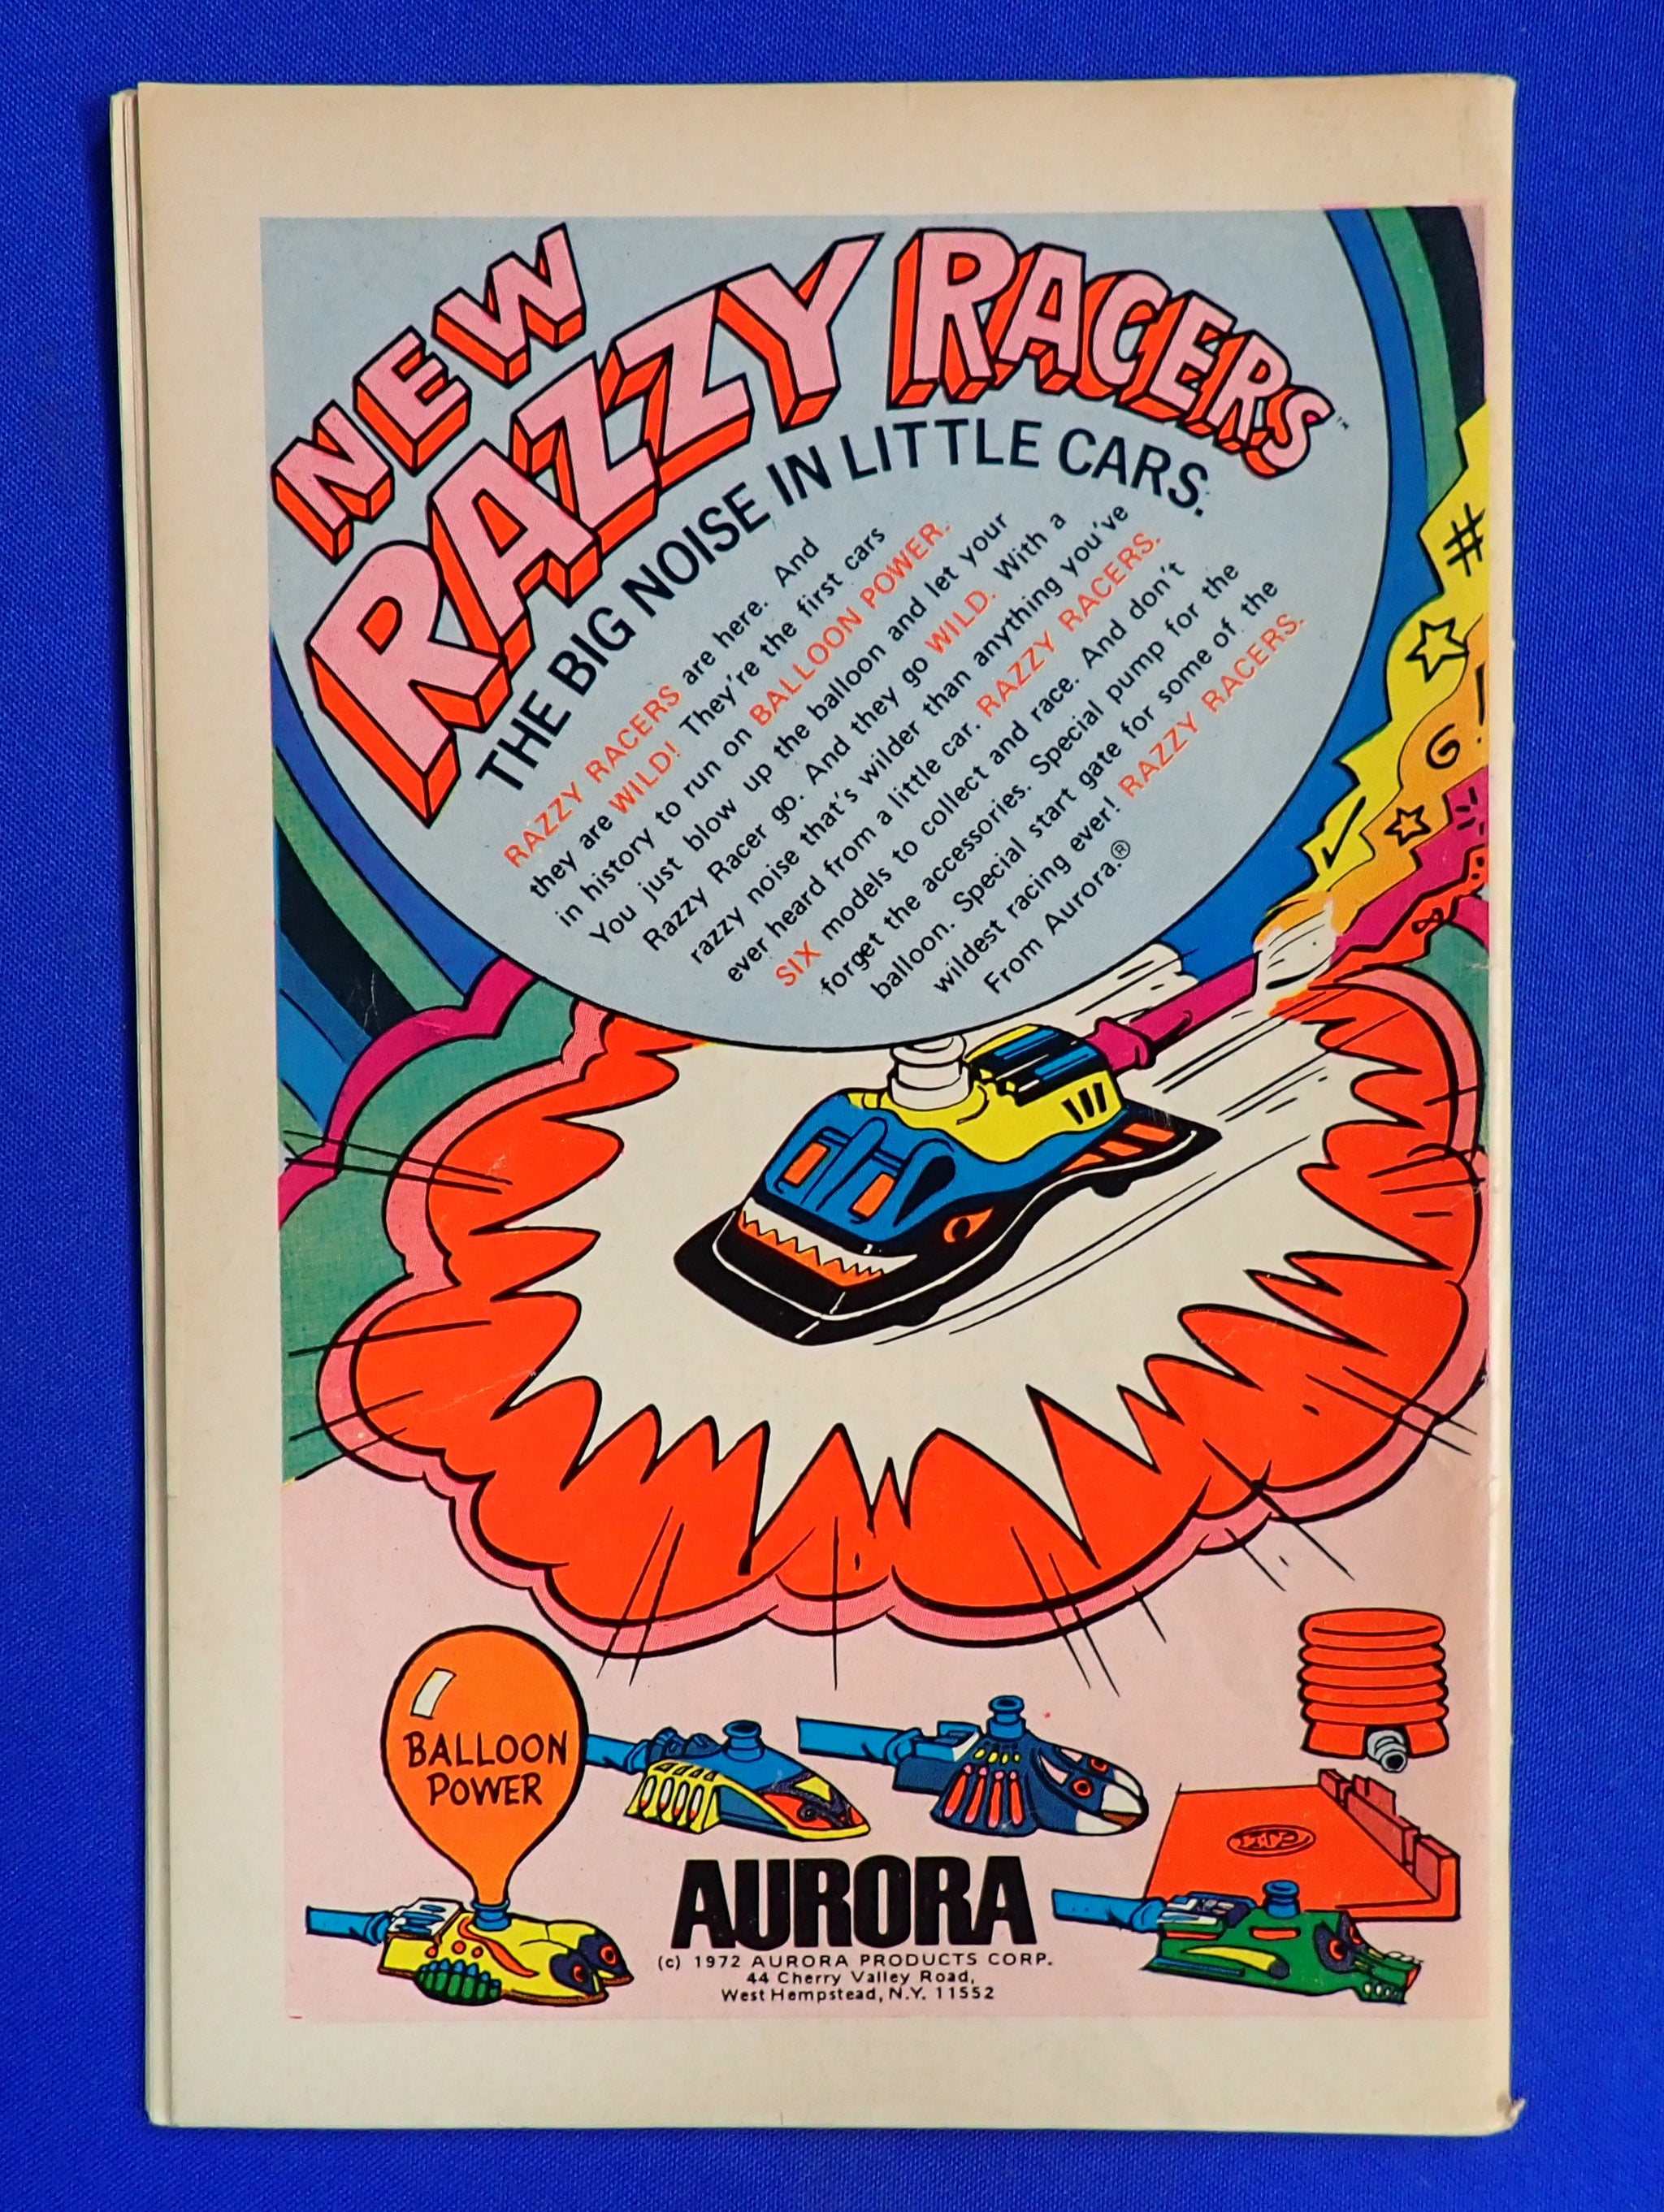 NEW
RAZZY RACERS™
THE BIG NOISE IN LITTLE CARS.
RAZZY RACERS are here. And
they are WILD! They're the first cars
in history to run on BALLOON POWER.
You just blow up the balloon and let your
Razzy Racer go. And they go WILD. With a
razzy noise that's wilder than anything you've
ever heard from a little car. RAZZY RACERS.
SIX models to collect and race. And don't
forget the accessories. Special pump for the
balloon. Special start gate for some of the
wildest racing ever! RAZZY RACERS.
From Aurora.®
#
G!
BALLOON
POWER
AURORA
(c) 1972 AURORA PRODUCTS CORP.
44 Cherry Valley Road,
West Hempstead, N.Y. 11552